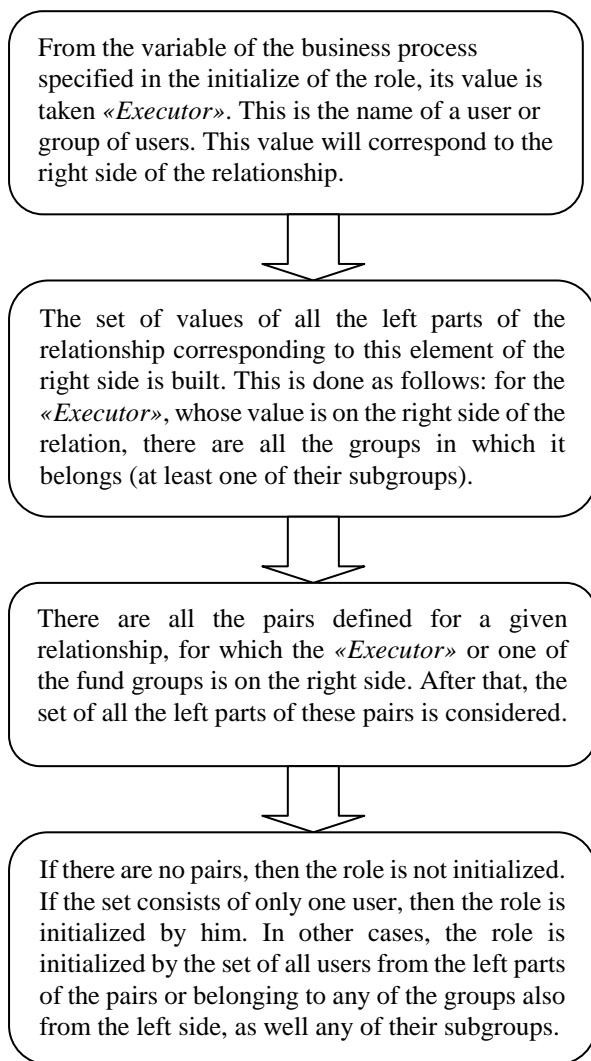 From the variable of the business process
specified in the initialize of the role, its value is
taken «Executor». This is the name of a user or
group of users. This value will correspond to the
right side of the relationship.
The set of values of all the left parts of the
relationship corresponding to this element of the
right side is built. This is done as follows: for the
«Executor», whose value is on the right side of the
relation, there are all the groups in which it
belongs (at least one of their subgroups).
There are all the pairs defined for a given
relationship, for which the «Executor» or one of
the fund groups is on the right side. After that, the
set of all the left parts of these pairs is considered.
If there are no pairs, then the role is not initialized.
If the set consists of only one user, then the role is
initialized by him. In other cases, the role is
initialized by the set of all users from the left parts
of the pairs or belonging to any of the groups also
from the left side, as well any of their subgroups.